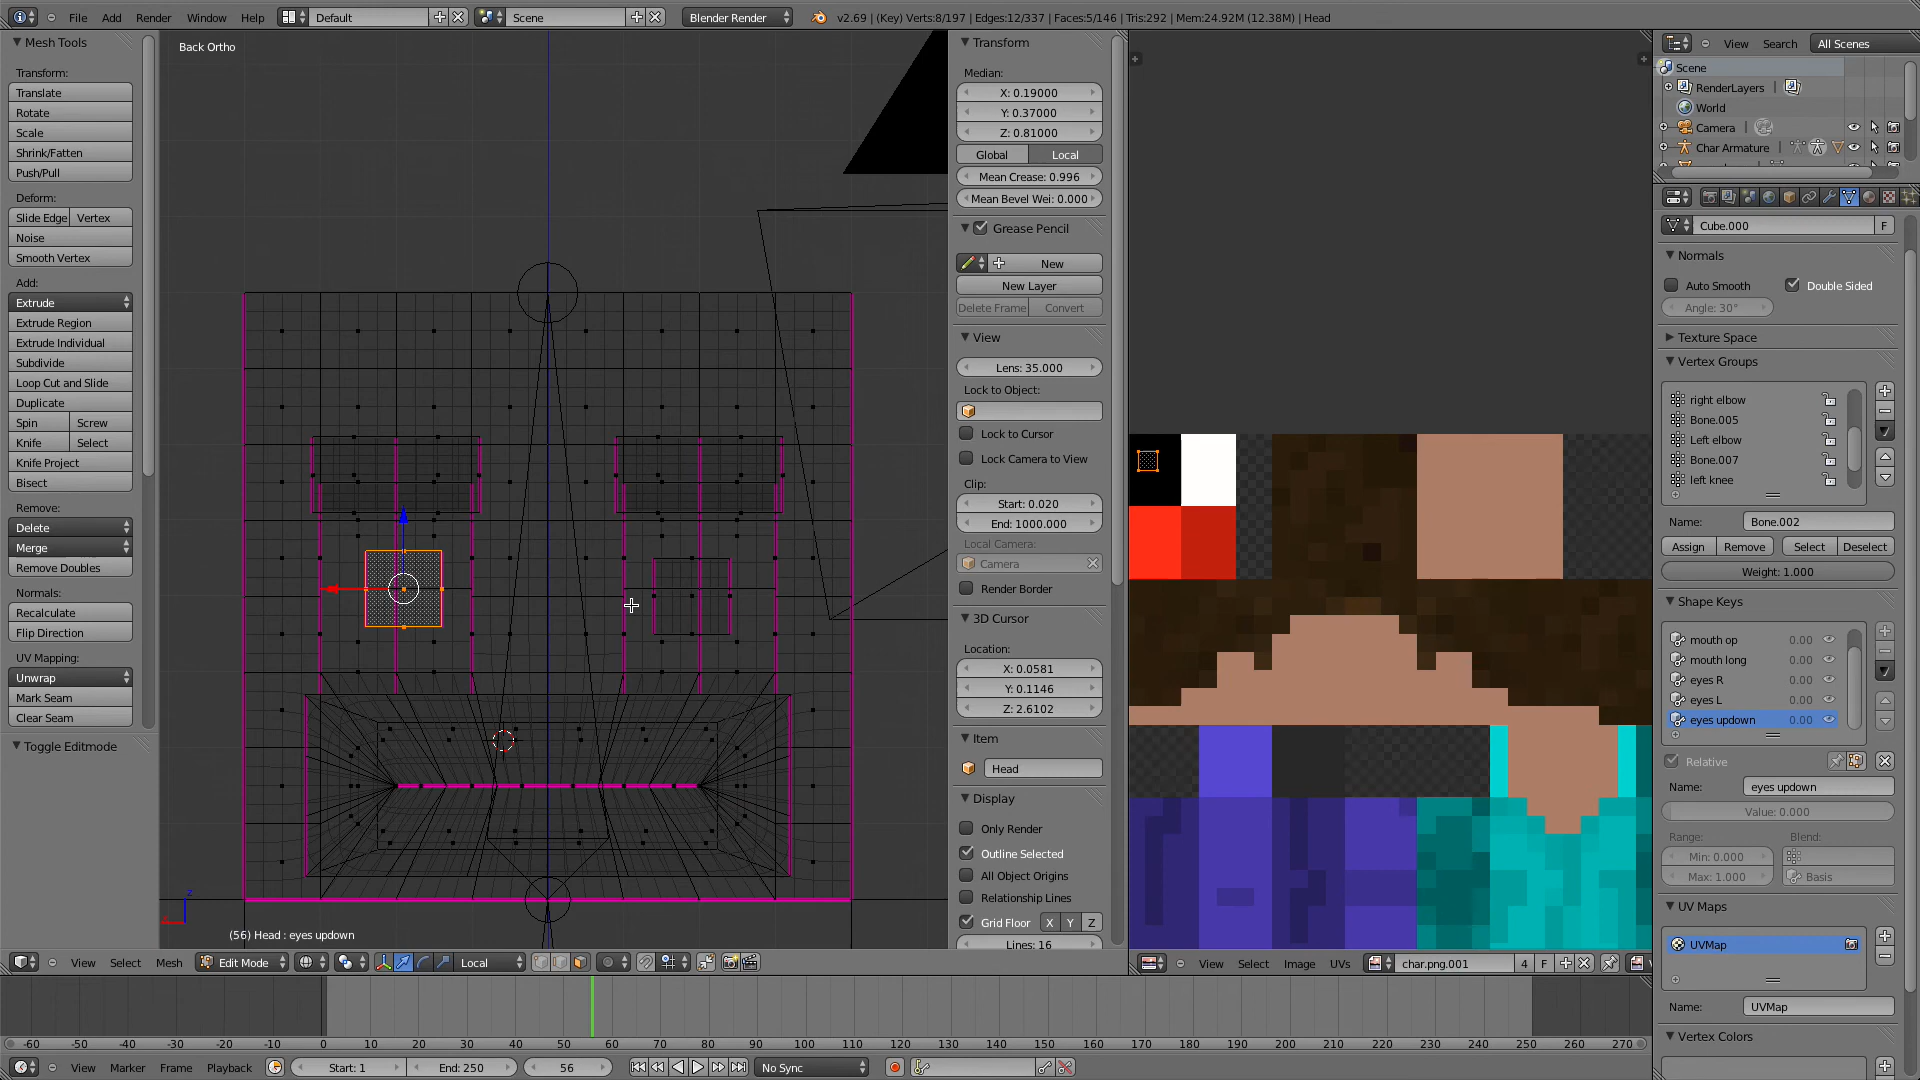 File Add Render Window Help Default Scene Blender Render v2.69 | (Key) Verts:8/197 | Edges:12/337 | Faces:5/146 | Tris:292 | Mem:24.92M (12.38M) | Head
Mesh Tools
Transform:
Translate
Rotate
Scale
Shrink/Fatten
Push/Pull
Deform:
Slide Edge Vertex
Noise
Smooth Vertex
Add:
Extrude
Extrude Region
Extrude Individual
Subdivide
Loop Cut and Slide
Duplicate
Spin Screw
Knife Select
Knife Project
Bisect
Remove:
Delete
Merge
Remove Doubles
Normals:
Recalculate
Flip Direction
UV Mapping:
Unwrap
Mark Seam
Clear Seam
Toggle Editmode
Back Ortho
z
(56) Head : eyes updown
View Select Mesh Edit Mode Local
Transform
Median:
X: 0.19000
Y: 0.37000
Z: 0.81000
Global Local
Mean Crease: 0.996
Mean Bevel Wei: 0.000
Grease Pencil
New
New Layer
Delete Frame Convert
View
Lens: 35.000
Lock to Object:
Lock to Cursor
Lock Camera to View
Clip:
Start: 0.020
End: 1000.000
Local Camera:
Camera
Render Border
3D Cursor
Location:
X: 0.0581
Y: 0.1146
Z: 2.6102
Item
Head
Display
Only Render
Outline Selected
All Object Origins
Relationship Lines
Grid Floor X Y Z
Lines: 16
View Select Image UVs char.png.001 4 F
View Search All Scenes
Scene
RenderLayers
World
Camera
Char Armature
Cube.000 F
Normals
Auto Smooth Double Sided
Angle: 30°
Texture Space
Vertex Groups
right elbow
Bone.005
Left elbow
Bone.007
left knee
Name: Bone.002
Assign Remove Select Deselect
Weight: 1.000
Shape Keys
mouth op 0.00
mouth long 0.00
eyes R 0.00
eyes L 0.00
eyes updown 0.00
Relative
Name: eyes updown
Value: 0.000
Range: Blend:
Min: 0.000
Max: 1.000 Basis
UV Maps
UVMap
Name: UVMap
Vertex Colors
-60 -50 -40 -30 -20 -10 0 10 20 30 40 50 60 70 80 90 100 110 120 130 140 150 160 170 180 190 200 210 220 230 240 250 260 270
View Marker Frame Playback Start: 1 End: 250 56 No Sync